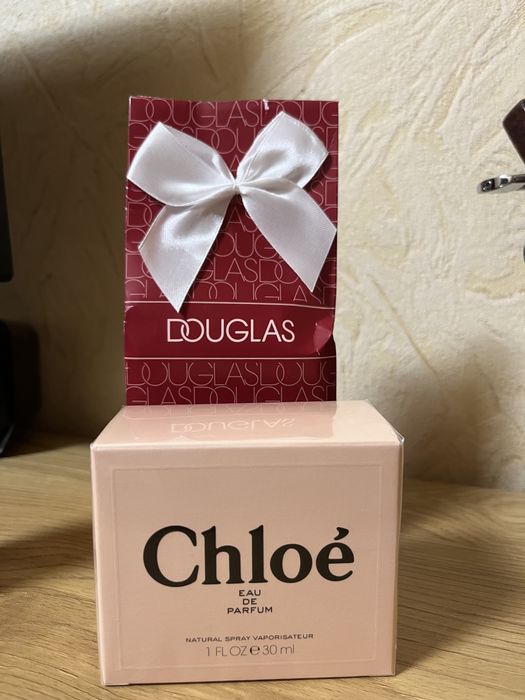 DOUGLAS
Chloé
EAU
DE
PARFUM
NATURAL SPRAY VAPORISATEUR
1 FL OZ e 30 ml